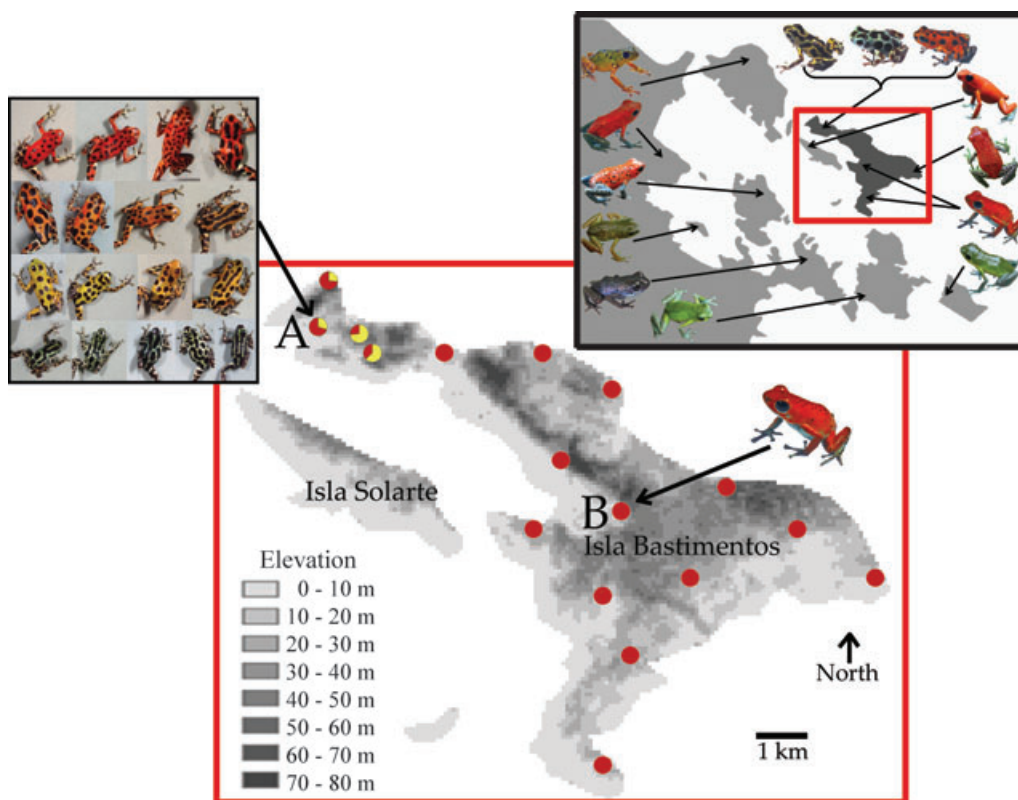 A
Isla Solarte
B
Isla Bastimentos
Elevation
0 - 10 m
10 - 20 m
20 - 30 m
30 - 40 m
40 - 50 m
50 - 60 m
60 - 70 m
70 - 80 m
North
1 km